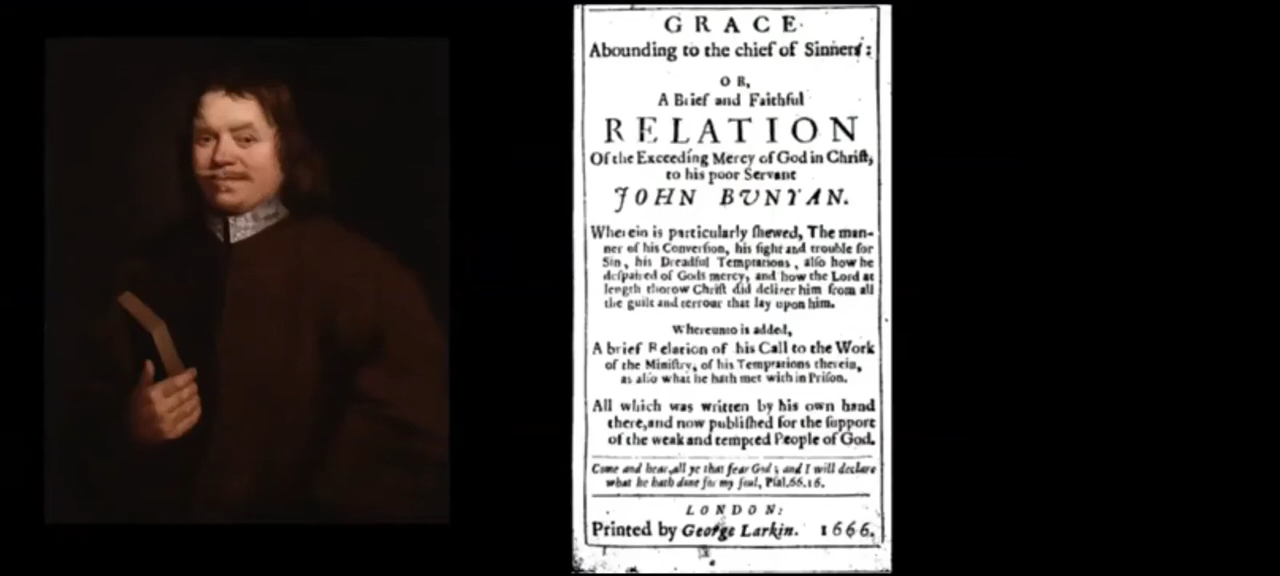 GRACE
Abounding to the chief of Sinners:
OR,
A Brief and Faithful
RELATION
Of the Exceeding Mercy of God in Chriſt,
to his poor Servant
JOHN BUNYAN.
Wherein is particularly ſhewed, The man-
ner of his Converſion, his ſight and trouble for
Sin, his Dreadful Temptations, alſo how he
deſpaired of Gods mercy, and how the Lord at
length thorow Chriſt did deliver him from all
the guilt and terrour that lay upon him.
Whereunto is added,
A brief Relation of his Call to the Work
of the Miniſtry, of his Temptations therein,
as alſo what he hath met with in Priſon.
All which was written by his own hand
there, and now publiſhed for the ſupport
of the weak and tempted People of God.
Come and hear, all ye that fear God; and I will declare
what he hath done for my ſoul, Pſal.66.16.
LONDON:
Printed by George Larkin. 1666.